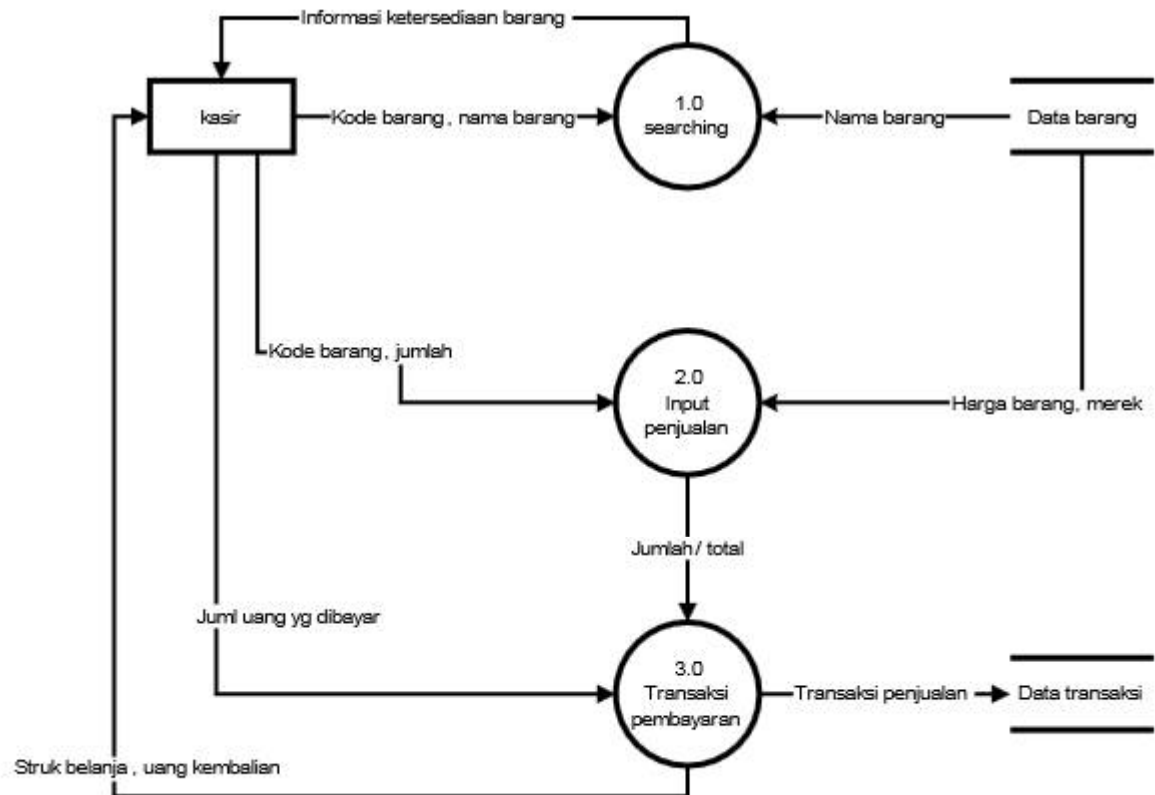 Informasi ketersediaan barang
kasir
Kode barang, nama barang
1.0
searching
Nama barang
Data barang
Kode barang, jumlah
2.0
Input
penjualan
Harga barang, merek
Jumlah / total
Juml uang yg dibayar
3.0
Transaksi
pembayaran
Transaksi penjualan
Data transaksi
Struk belanja, uang kembalian